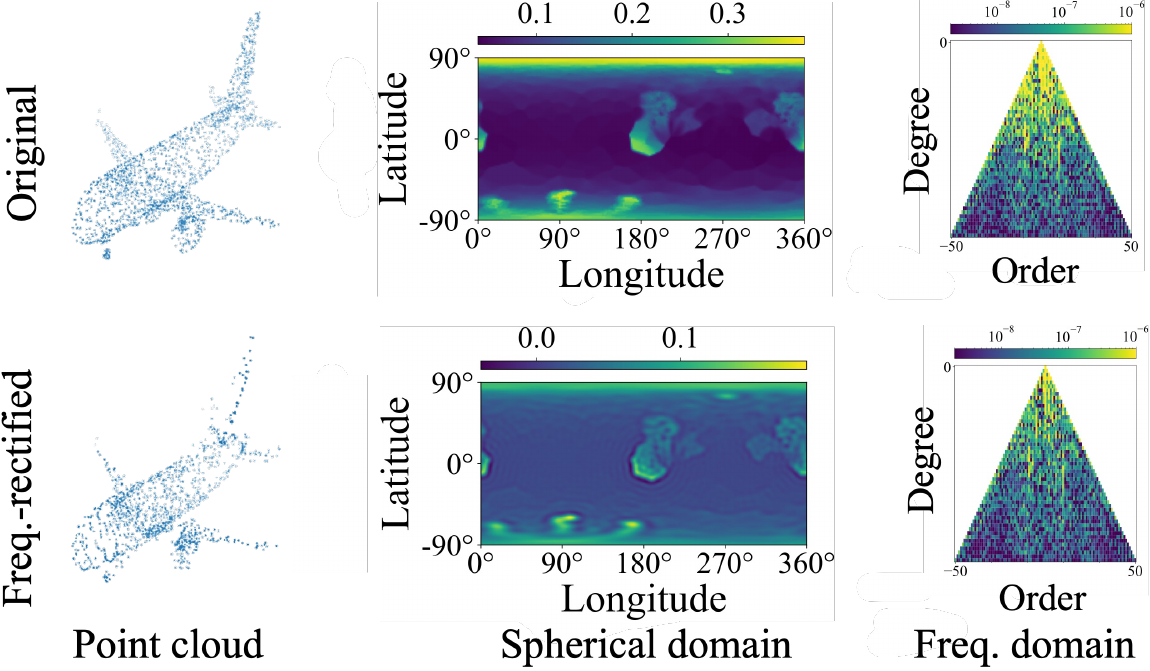 Original
0.1 0.2 0.3
Latitude
90°
0°
-90°
0° 90° 180° 270° 360°
Longitude
10⁻⁸ 10⁻⁷ 10⁻⁶
0
Degree
−50 50
Order
Freq.-rectified
0.0 0.1
Latitude
90°
0°
-90°
0° 90° 180° 270° 360°
Longitude
10⁻⁸ 10⁻⁷ 10⁻⁶
0
Degree
−50 50
Order
Point cloud Spherical domain Freq. domain